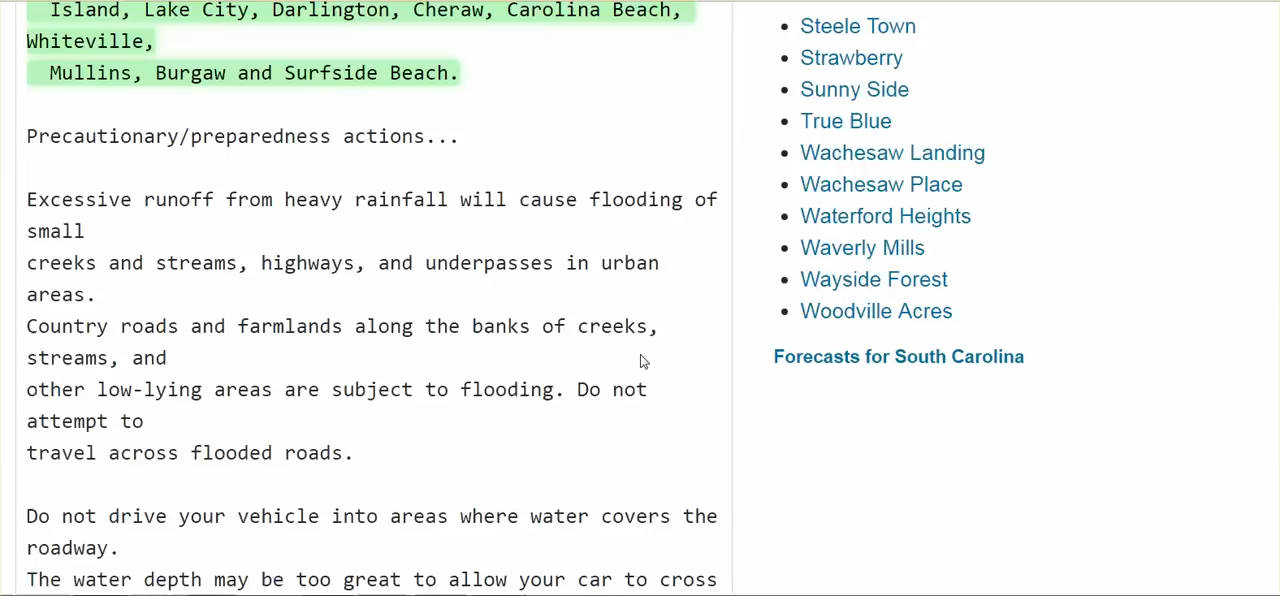 Island, Lake City, Darlington, Cheraw, Carolina Beach,
Whiteville,
Mullins, Burgaw and Surfside Beach.
Precautionary/preparedness actions...
Excessive runoff from heavy rainfall will cause flooding of
small
creeks and streams, highways, and underpasses in urban
areas.
Country roads and farmlands along the banks of creeks,
streams, and
other low-lying areas are subject to flooding. Do not
attempt to
travel across flooded roads.
Do not drive your vehicle into areas where water covers the
roadway.
The water depth may be too great to allow your car to cross
Steele Town
Strawberry
Sunny Side
True Blue
Wachesaw Landing
Wachesaw Place
Waterford Heights
Waverly Mills
Wayside Forest
Woodville Acres
Forecasts for South Carolina